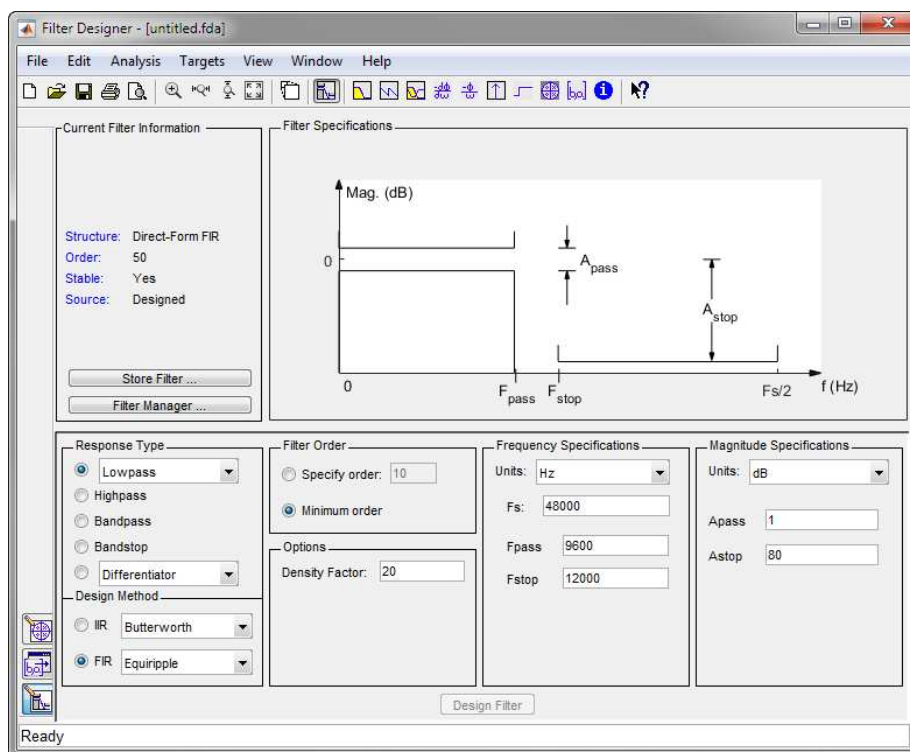 Filter Designer - [untitled.fda]
File Edit Analysis Targets View Window Help
Current Filter Information
Structure: Direct-Form FIR
Order: 50
Stable: Yes
Source: Designed
Store Filter ...
Filter Manager ...
Filter Specifications
Mag. (dB)
0
A pass
A stop
0
F pass
F stop
Fs/2
f (Hz)
Response Type
Lowpass
Highpass
Bandpass
Bandstop
Differentiator
Design Method
IIR Butterworth
FIR Equiripple
Filter Order
Specify order: 10
Minimum order
Options
Density Factor: 20
Frequency Specifications
Units: Hz
Fs: 48000
Fpass 9600
Fstop 12000
Magnitude Specifications
Units: dB
Apass 1
Astop 80
Design Filter
Ready